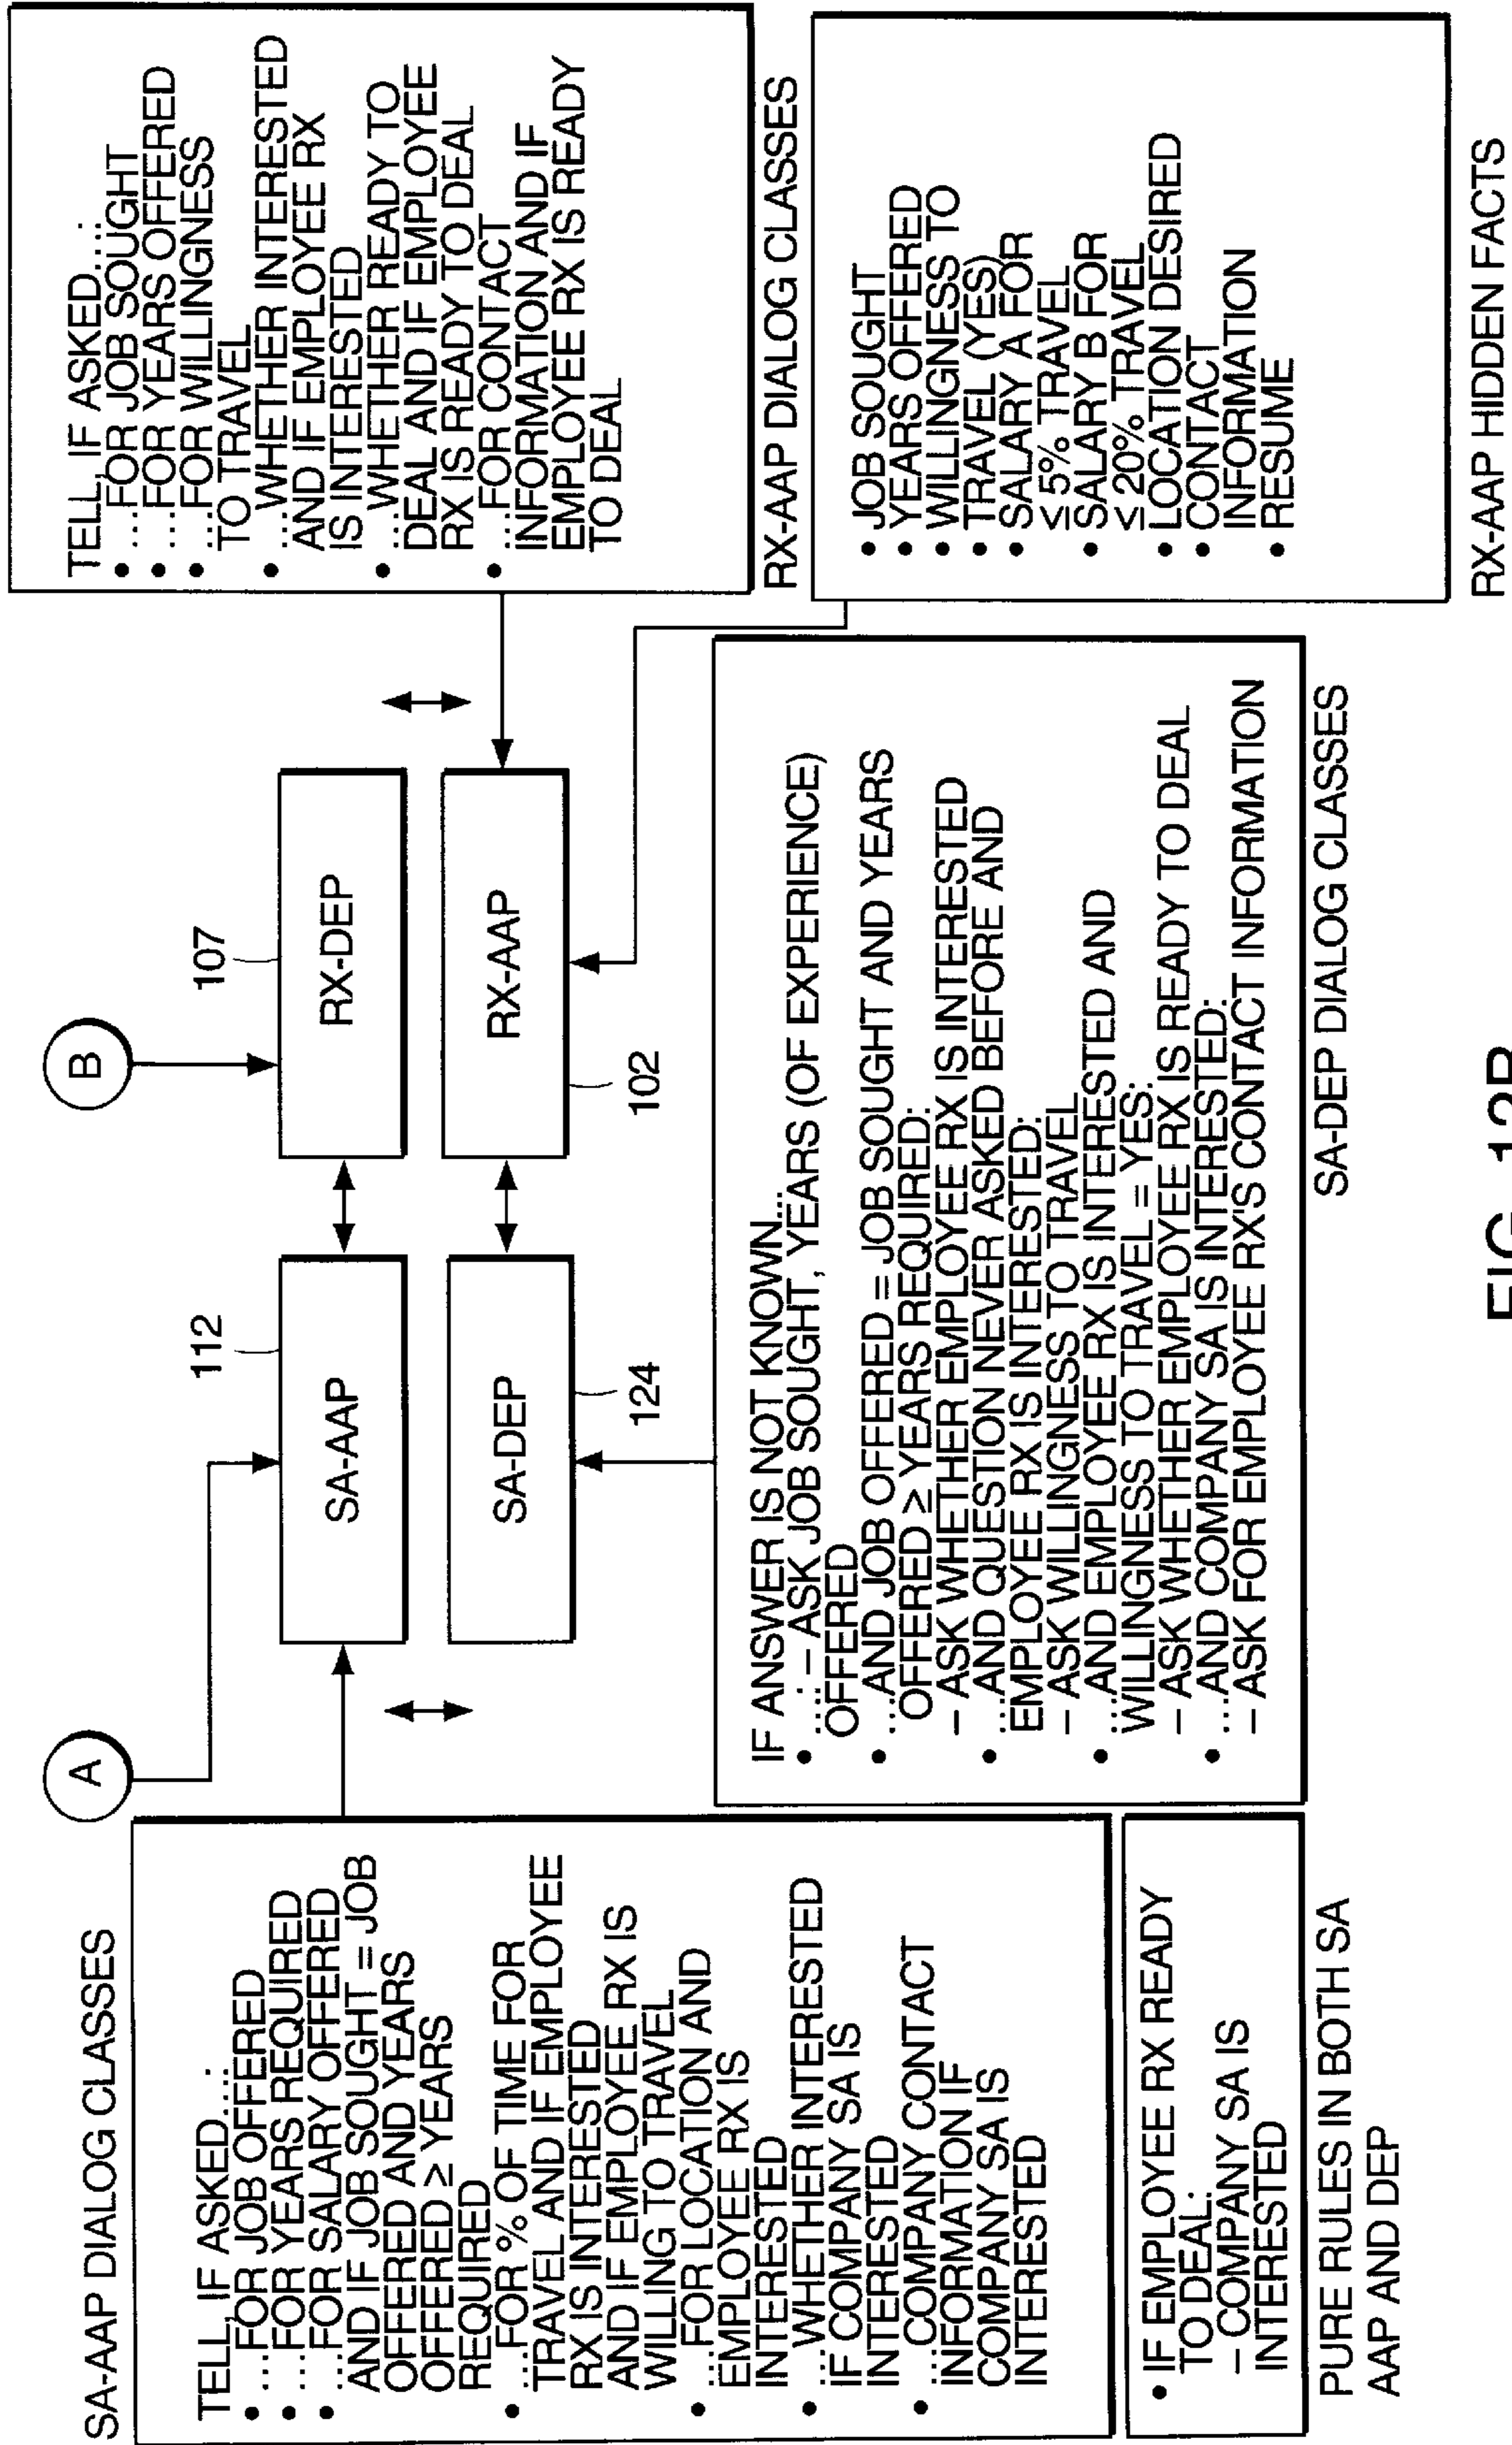 SA-AAP DIALOG CLASSES
TELL, IF ASKED...:
• ...FOR JOB OFFERED
• ...FOR YEARS REQUIRED
• ...FOR SALARY OFFERED
AND IF JOB SOUGHT = JOB
OFFERED AND YEARS
OFFERED ≥ YEARS
REQUIRED
• ...FOR % OF TIME FOR
TRAVEL AND IF EMPLOYEE
RX IS INTERESTED
AND IF EMPLOYEE RX IS
WILLING TO TRAVEL
• ...FOR LOCATION AND
EMPLOYEE RX IS
INTERESTED
• ...WHETHER INTERESTED
IF COMPANY SA IS
INTERESTED
• ...COMPANY CONTACT
INFORMATION IF
COMPANY SA IS
INTERESTED
• IF EMPLOYEE RX READY
TO DEAL:
– COMPANY SA IS
INTERESTED
PURE RULES IN BOTH SA
AAP AND DEP
A
B
112
SA-AAP
107
RX-DEP
SA-DEP
124
RX-AAP
102
IF ANSWER IS NOT KNOWN...
• ...: – ASK JOB SOUGHT, YEARS (OF EXPERIENCE)
OFFERED
• ...AND JOB OFFERED = JOB SOUGHT AND YEARS
OFFERED ≥ YEARS REQUIRED:
– ASK WHETHER EMPLOYEE RX IS INTERESTED
• ...AND QUESTION NEVER ASKED BEFORE AND
EMPLOYEE RX IS INTERESTED:
– ASK WILLINGNESS TO TRAVEL
• ...AND EMPLOYEE RX IS INTERESTED AND
WILLINGNESS TO TRAVEL = YES:
– ASK WHETHER EMPLOYEE RX IS READY TO DEAL
• ...AND COMPANY SA IS INTERESTED:
– ASK FOR EMPLOYEE RX'S CONTACT INFORMATION
SA-DEP DIALOG CLASSES
TELL, IF ASKED...:
• ...FOR JOB SOUGHT
• ...FOR YEARS OFFERED
• ...FOR WILLINGNESS
TO TRAVEL
• ...WHETHER INTERESTED
AND IF EMPLOYEE RX
IS INTERESTED
• ...WHETHER READY TO
DEAL AND IF EMPLOYEE
RX IS READY TO DEAL
• ...FOR CONTACT
INFORMATION AND IF
EMPLOYEE RX IS READY
TO DEAL
RX-AAP DIALOG CLASSES
• JOB SOUGHT
• YEARS OFFERED
• WILLINGNESS TO
• TRAVEL (YES)
• SALARY A FOR
≤ 5% TRAVEL
• SALARY B FOR
≤ 20% TRAVEL
• LOCATION DESIRED
• CONTACT
INFORMATION
• RESUME
RX-AAP HIDDEN FACTS